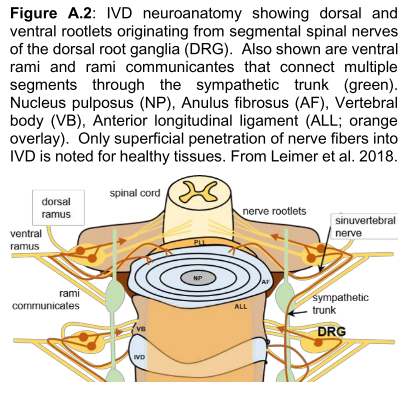 Figure A.2: IVD neuroanatomy showing dorsal and
ventral rootlets originating from segmental spinal nerves
of the dorsal root ganglia (DRG). Also shown are ventral
rami and rami communicantes that connect multiple
segments through the sympathetic trunk (green).
Nucleus pulposus (NP), Anulus fibrosus (AF), Vertebral
body (VB), Anterior longitudinal ligament (ALL; orange
overlay). Only superficial penetration of nerve fibers into
IVD is noted for healthy tissues. From Leimer et al. 2018.
spinal cord
dorsal
ramus
nerve rootlets
sinuvertebral
nerve
ventral
ramus
PLL
NP
AF
rami
communicates
ALL
sympathetic
trunk
VB
DRG
IVD